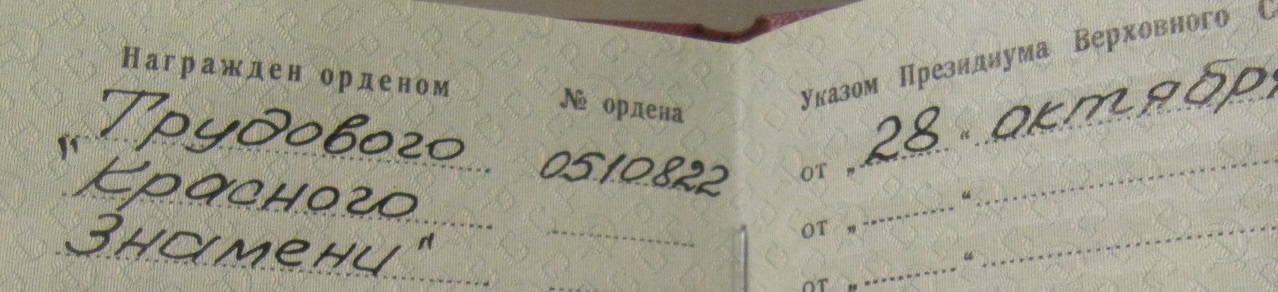 Награжден орденом
№ ордена
"Трудового
Красного
Знамени"
0510822
Указом Президиума Верховного
от „28“ октябр
от „ “
от „ “